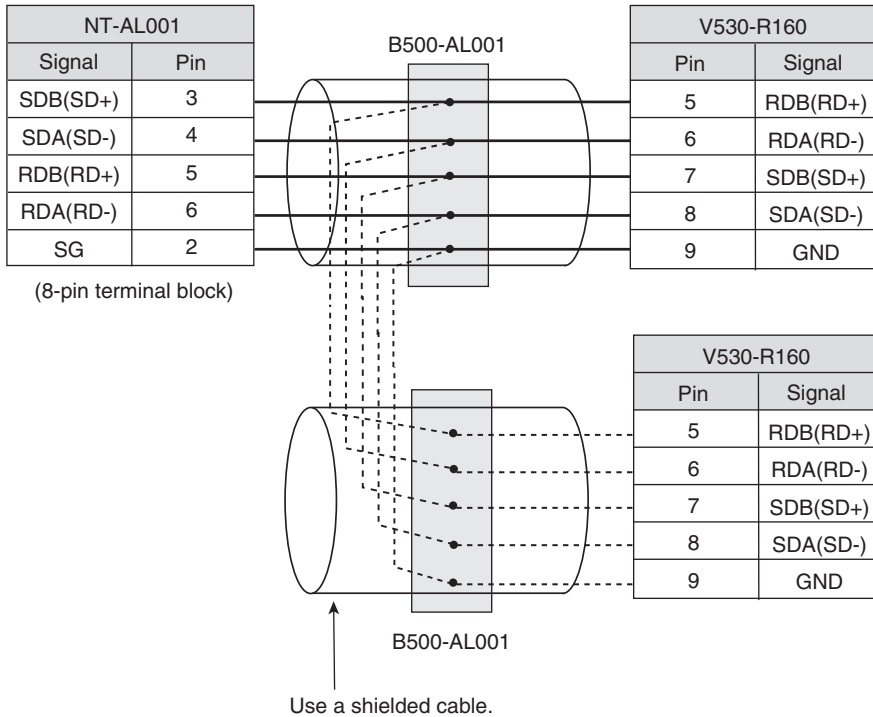 NT-AL001
Signal Pin
SDB(SD+) 3
SDA(SD-) 4
RDB(RD+) 5
RDA(RD-) 6
SG 2
(8-pin terminal block)
B500-AL001
V530-R160
Pin Signal
5 RDB(RD+)
6 RDA(RD-)
7 SDB(SD+)
8 SDA(SD-)
9 GND
V530-R160
Pin Signal
5 RDB(RD+)
6 RDA(RD-)
7 SDB(SD+)
8 SDA(SD-)
9 GND
B500-AL001
Use a shielded cable.